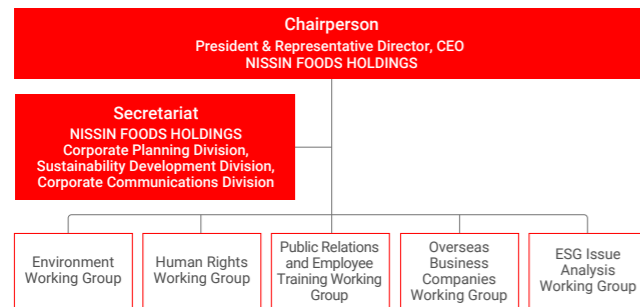 Chairperson
President & Representative Director, CEO
NISSIN FOODS HOLDINGS
Secretariat
NISSIN FOODS HOLDINGS
Corporate Planning Division,
Sustainability Development Division,
Corporate Communications Division
Environment
Working Group
Human Rights
Working Group
Public Relations
and Employee
Training Working
Group
Overseas
Business
Companies
Working Group
ESG Issue
Analysis
Working Group